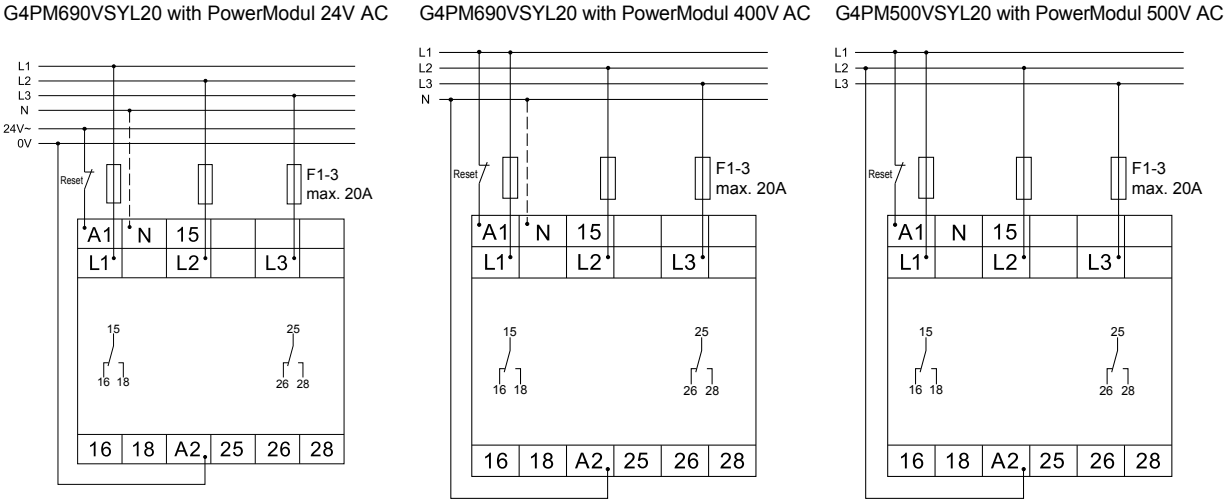 G4PM690VSYL20 with PowerModul 24V AC
L1
L2
L3
N
24V~
0V
Reset
F1-3
max. 20A
A1 N 15
L1 L2 L3
15 25
16 18 26 28
16 18 A2 25 26 28
G4PM690VSYL20 with PowerModul 400V AC
L1
L2
L3
N
Reset
F1-3
max. 20A
A1 N 15
L1 L2 L3
15 25
16 18 26 28
16 18 A2 25 26 28
G4PM500VSYL20 with PowerModul 500V AC
L1
L2
L3
Reset
F1-3
max. 20A
A1 N 15
L1 L2 L3
15 25
16 18 26 28
16 18 A2 25 26 28